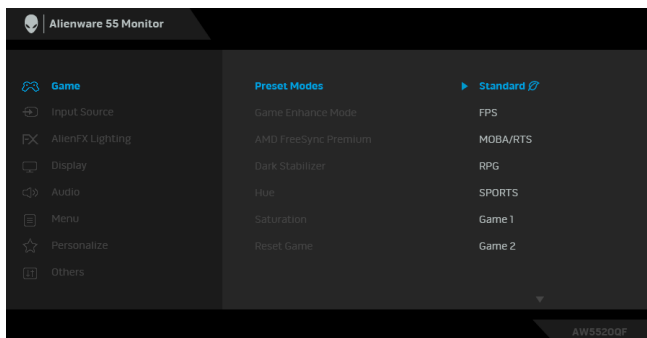 Alienware 55 Monitor
Game
Preset Modes
Standard
Input Source
Game Enhance Mode
FPS
FX
AlienFX Lighting
AMD FreeSync Premium
MOBA/RTS
Display
Dark Stabilizer
RPG
Audio
Hue
SPORTS
Menu
Saturation
Game 1
Personalize
Reset Game
Game 2
Others
AW5520QF